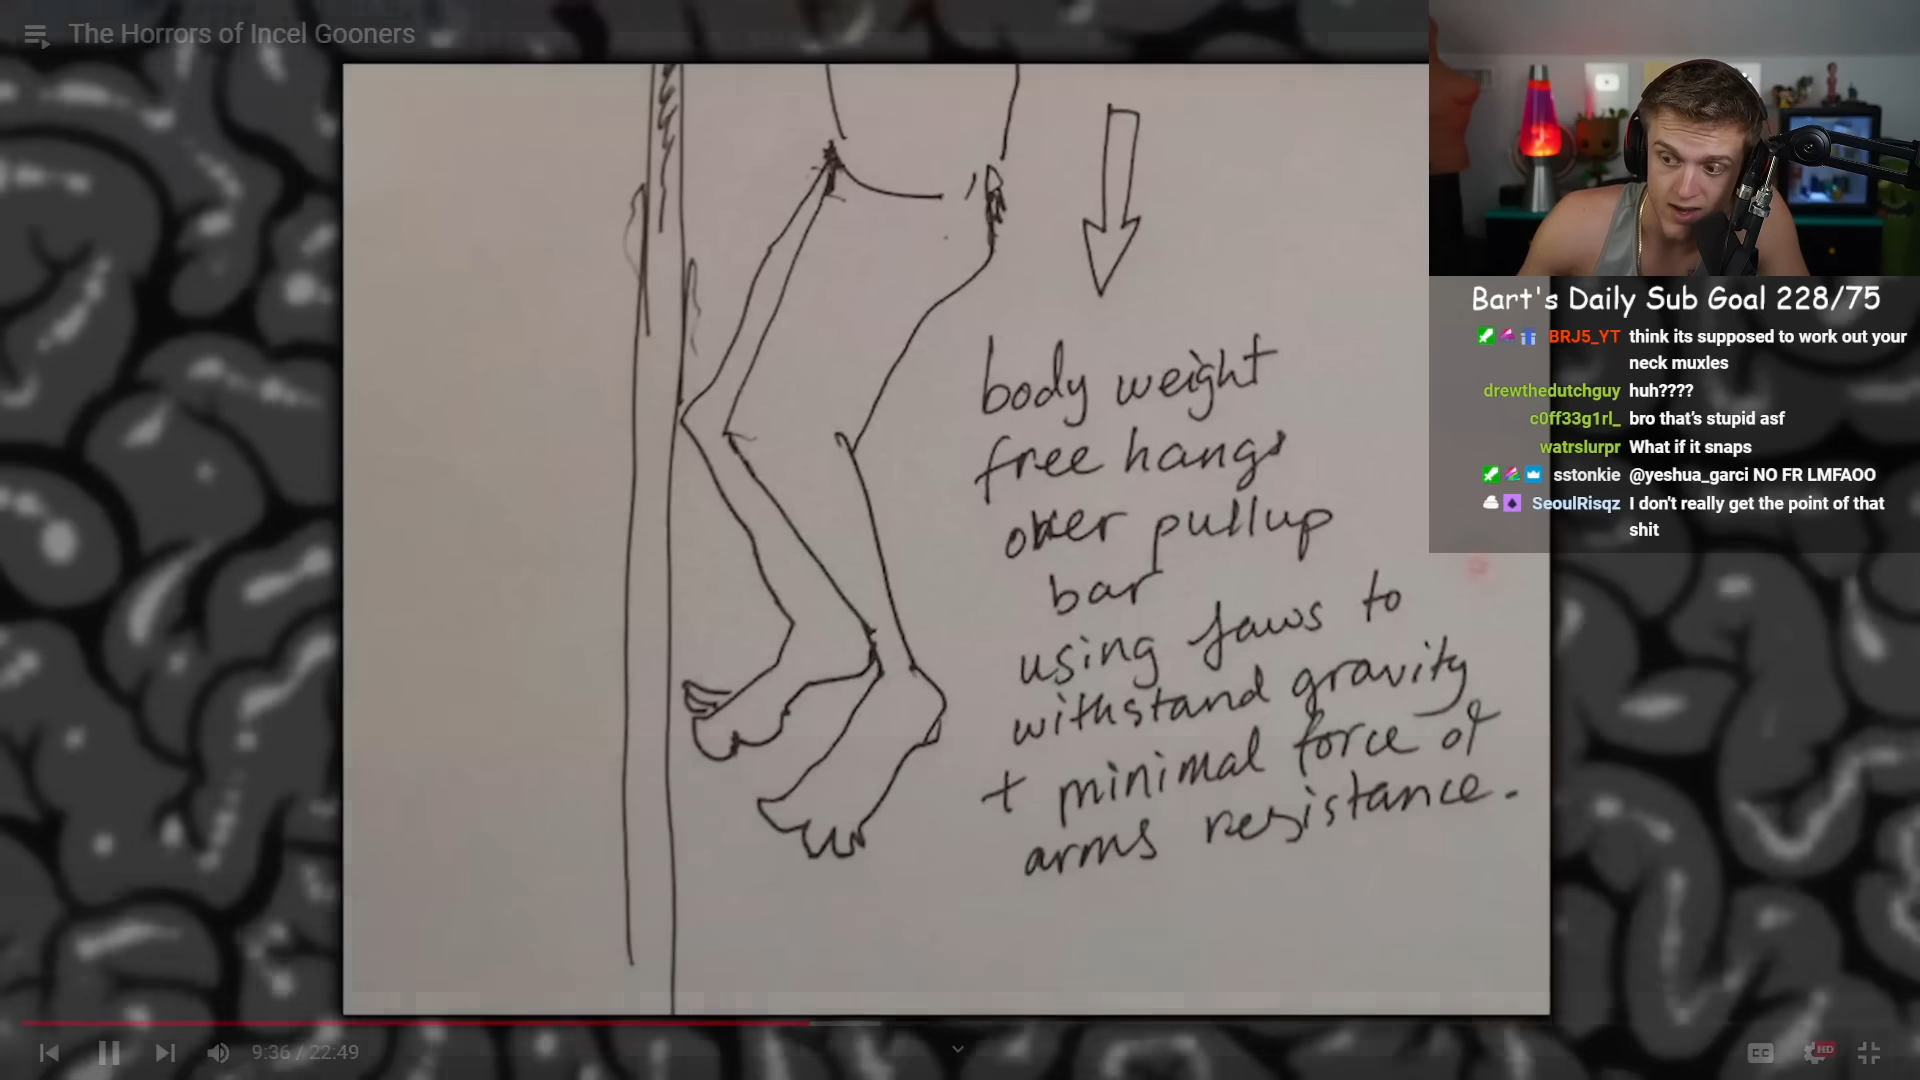 The Horrors of Incel Gooners
body weight
free hangs
over pullup
bar
using jaws to
withstand gravity
+ minimal force of
arms resistance.
Bart's Daily Sub Goal 228/75
BRJ5_YT think its supposed to work out your
neck muxles
drewthedutchguy huh????
c0ff33g1rl_ bro that's stupid asf
watrslurpr What if it snaps
sstonkie @yeshua_garci NO FR LMFAOO
SeoulRisqz I don't really get the point of that
shit
9:36 / 22:49
CC
HD